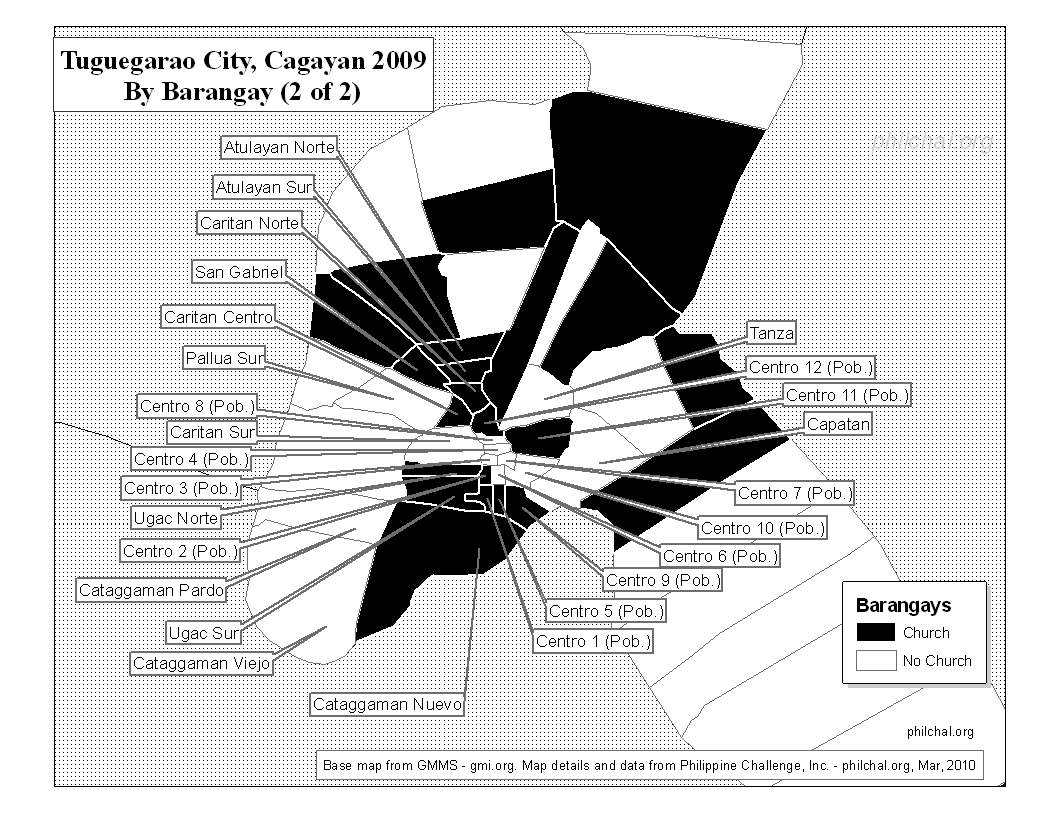 Tuguegarao City, Cagayan 2009
By Barangay (2 of 2)
philchal.org
Atulayan Norte
Atulayan Sur
Caritan Norte
San Gabriel
Caritan Centro
Pallua Sur
Centro 8 (Pob.)
Caritan Sur
Centro 4 (Pob.)
Centro 3 (Pob.)
Ugac Norte
Centro 2 (Pob.)
Cataggaman Pardo
Ugac Sur
Cataggaman Viejo
Cataggaman Nuevo
Tanza
Centro 12 (Pob.)
Centro 11 (Pob.)
Capatan
Centro 7 (Pob.)
Centro 10 (Pob.)
Centro 6 (Pob.)
Centro 9 (Pob.)
Centro 5 (Pob.)
Centro 1 (Pob.)
Barangays
Church
No Church
philchal.org
Base map from GMMS - gmi.org. Map details and data from Philippine Challenge, Inc. - philchal.org, Mar, 2010